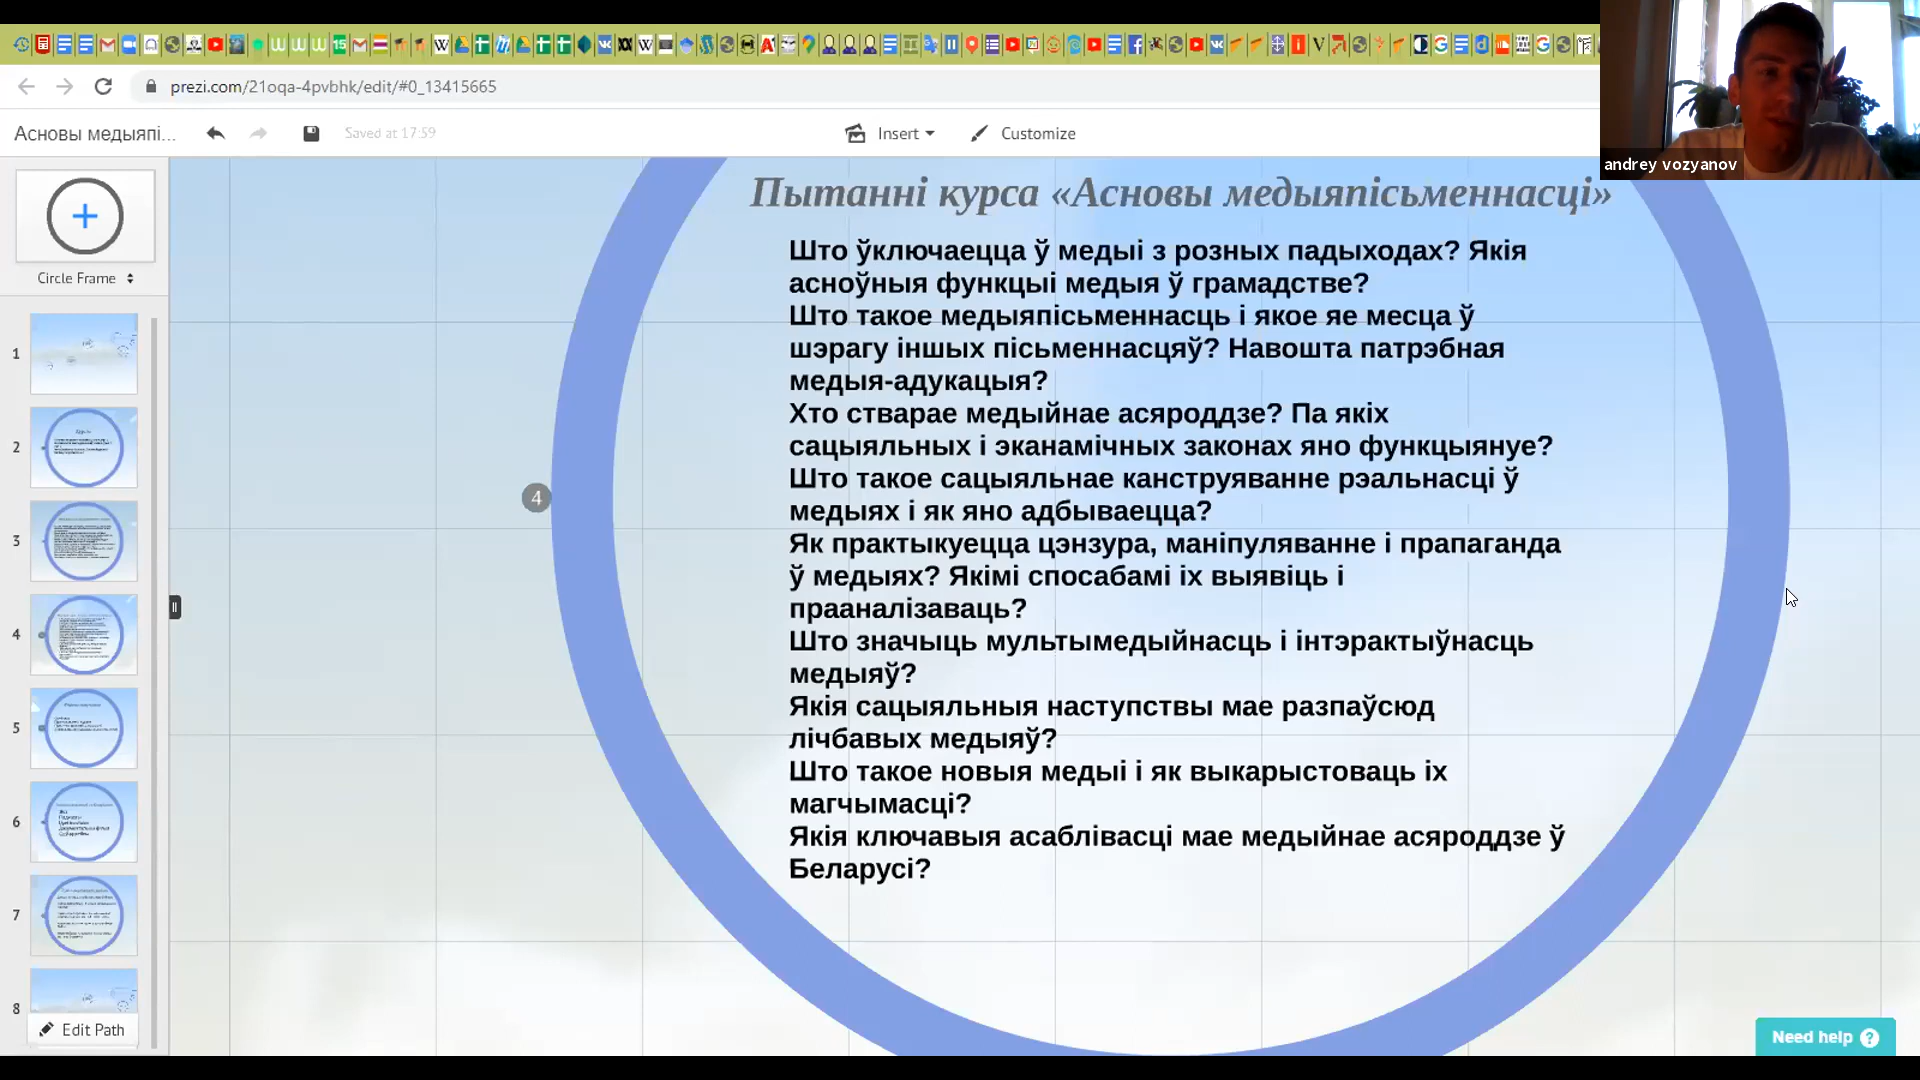 prezi.com/21oqa-4pvbhk/edit/#0_13415665
andrey vozyanov
Асновы медыяпі...
Saved at 17:59
Insert
Customize
Circle Frame
1
2
3
4
5
6
7
8
Edit Path
4
Пытанні курса «Асновы медыяпісьменнасці»
Што ўключаецца ў медыі з розных падыходах? Якія
асноўныя функцыі медыя ў грамадстве?
Што такое медыяпісьменнасць і якое яе месца ў
шэрагу іншых пісьменнасцяў? Навошта патрэбная
медыя-адукацыя?
Хто стварае медыйнае асяроддзе? Па якіх
сацыяльных і эканамічных законах яно функцыянуе?
Што такое сацыяльнае канструяванне рэальнасці ў
медыях і як яно адбываецца?
Як практыкуецца цэнзура, маніпуляванне і прапаганда
ў медыях? Якімі спосабамі іх выявіць і
прааналізаваць?
Што значыць мультымедыйнасць і інтэрактыўнасць
медыяў?
Якія сацыяльныя наступствы мае разпаўсюд
лічбавых медыяў?
Што такое новыя медыі і як выкарыстоваць іх
магчымасці?
Якія ключавыя асаблівасці мае медыйнае асяроддзе ў
Беларусі?
Need help ?